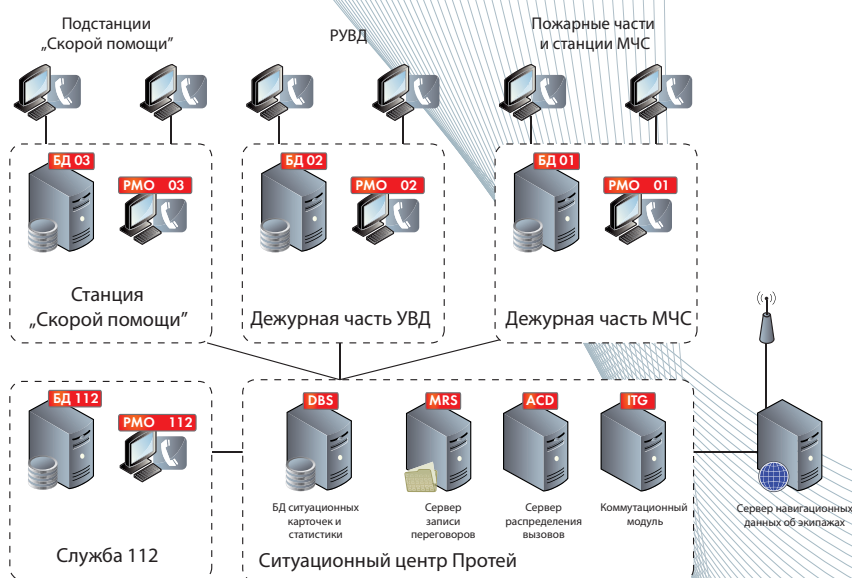 Подстанции
„Скорой помощи”
РУВД
Пожарные части
и станции МЧС
БД 03
РМО 03
Станция
„Скорой помощи”
БД 02
РМО 02
Дежурная часть УВД
БД 01
РМО 01
Дежурная часть МЧС
БД 112
РМО 112
Служба 112
DBS
MRS
ACD
ITG
БД ситуационных
карточек и
статистики
Сервер
записи
переговоров
Сервер
распределения
вызовов
Коммутационный
модуль
Ситуационный центр Протей
Сервер навигационных
данных об экипажах